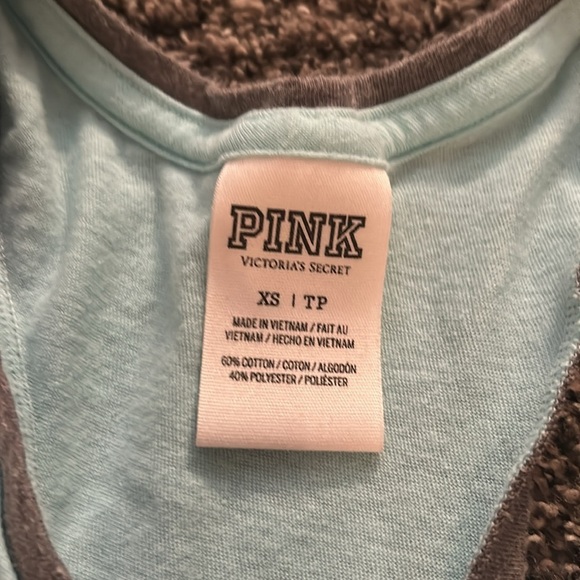 PINK
VICTORIA'S SECRET
XS | TP
MADE IN VIETNAM / FAIT AU
VIETNAM / HECHO EN VIETNAM
60% COTTON / COTON / ALGODÓN
40% POLYESTER / POLIÉSTER